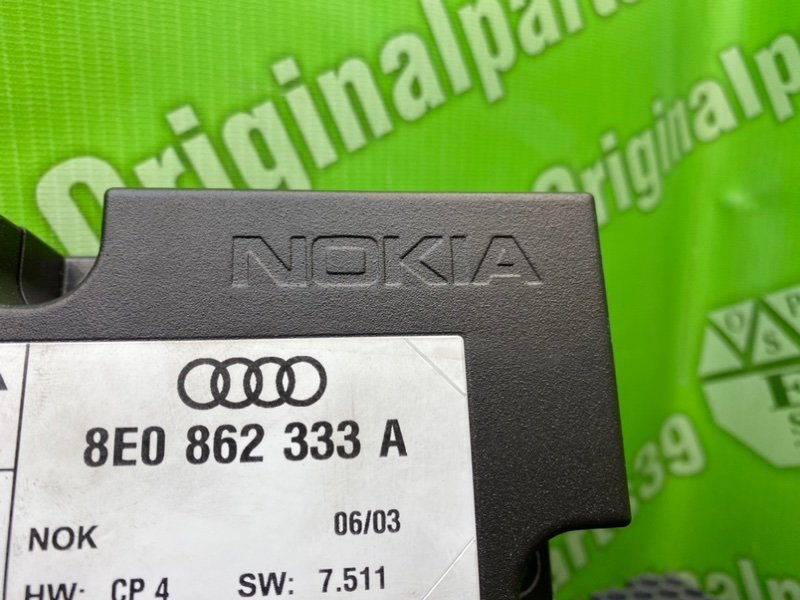 Originalparts
Originalp
NOKIA
8E0 862 333 A
NOK 06/03
HW: CP 4 SW: 7.511